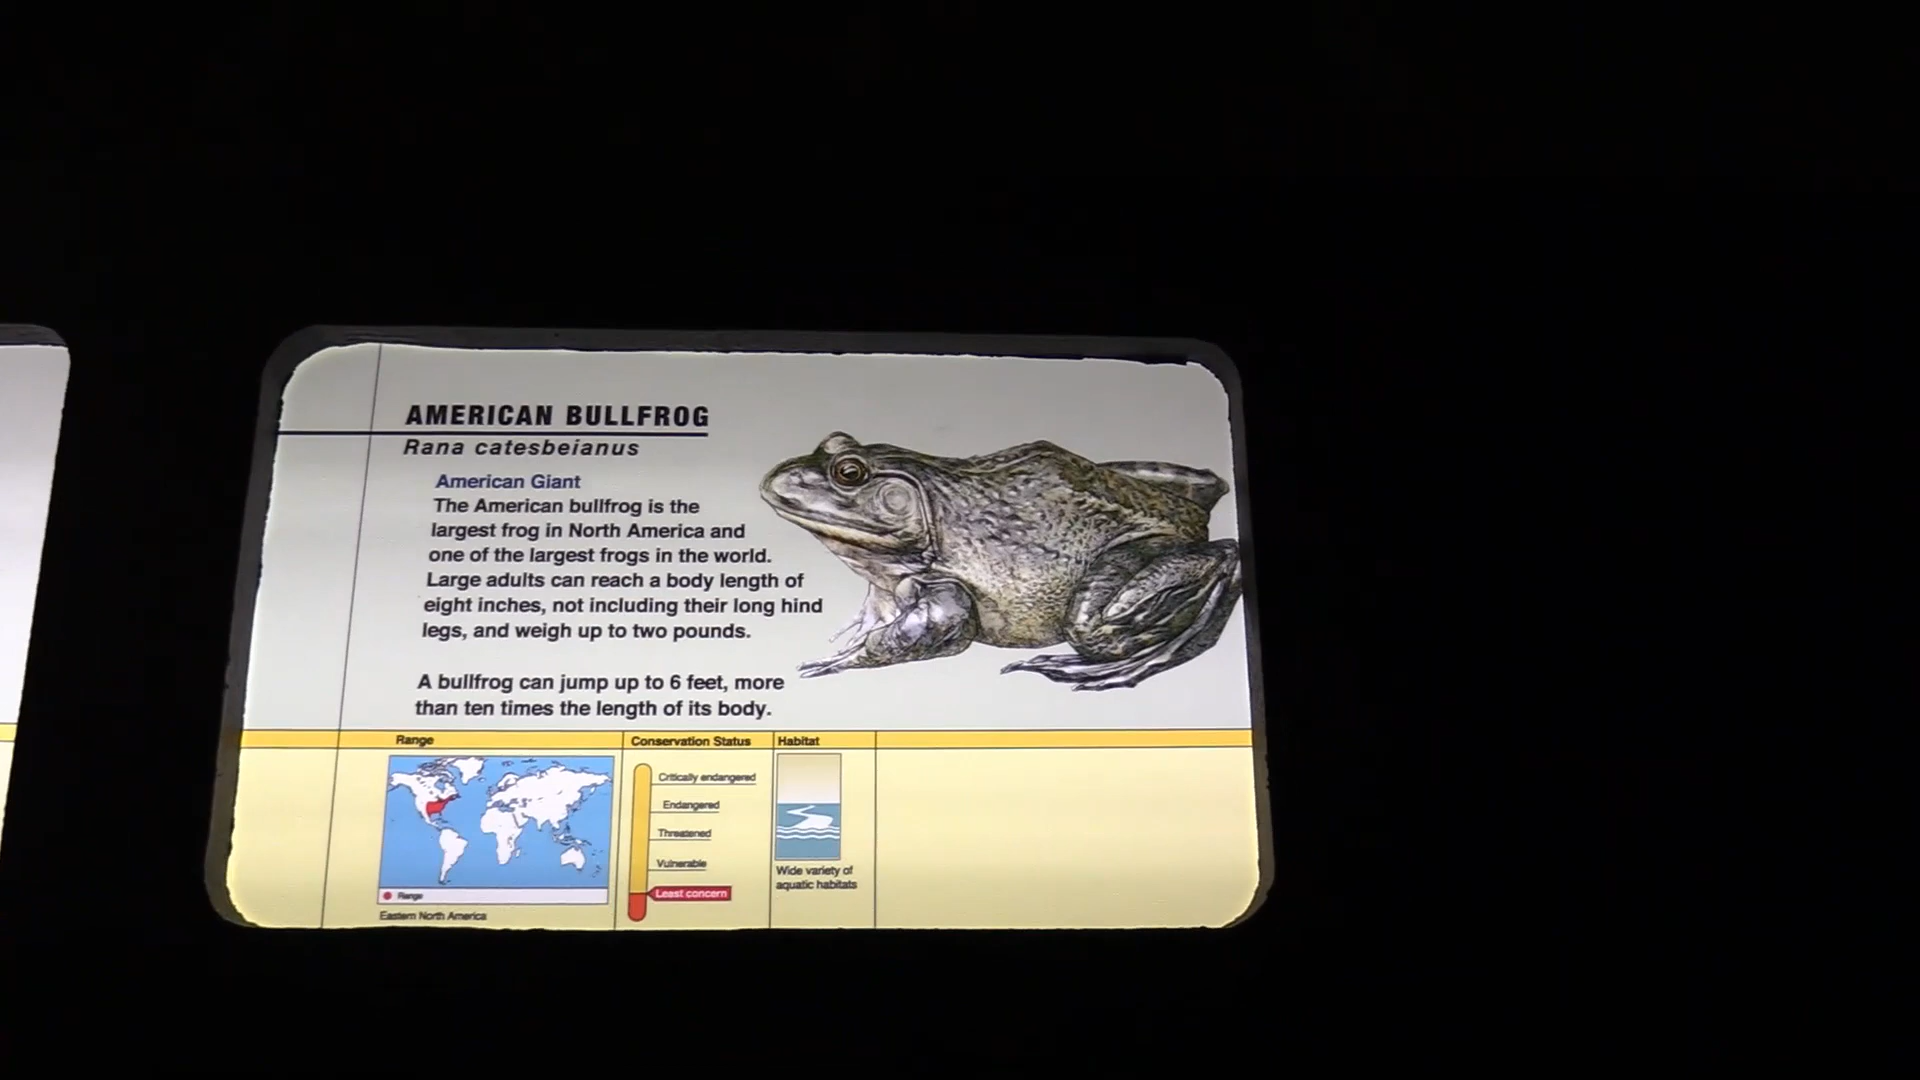 AMERICAN BULLFROG
Rana catesbeianus
American Giant
The American bullfrog is the
largest frog in North America and
one of the largest frogs in the world.
Large adults can reach a body length of
eight inches, not including their long hind
legs, and weigh up to two pounds.
A bullfrog can jump up to 6 feet, more
than ten times the length of its body.
Range
Range
Eastern North America
Conservation Status
Critically endangered
Endangered
Threatened
Vulnerable
Least concern
Habitat
Wide variety of
aquatic habitats